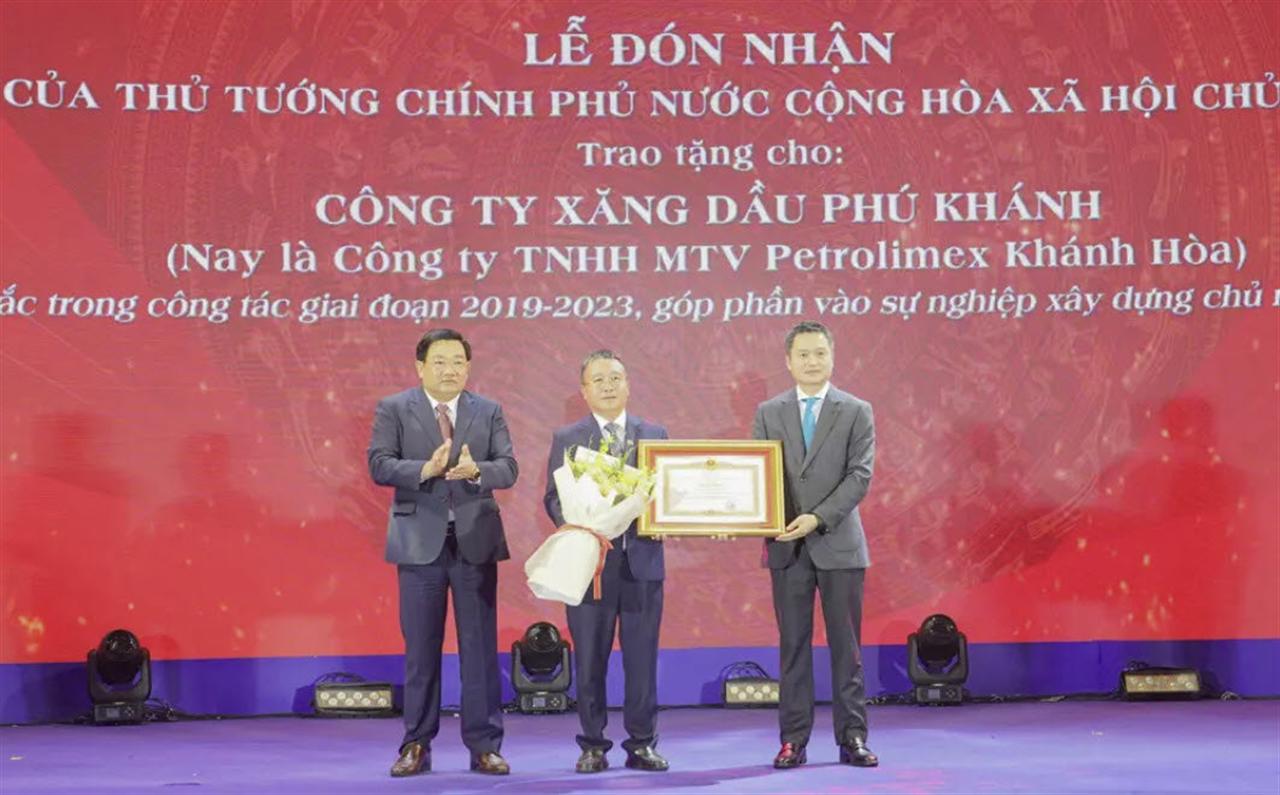 LỄ ĐÓN NHẬN
CỦA THỦ TƯỚNG CHÍNH PHỦ NƯỚC CỘNG HÒA XÃ HỘI CHỦ
Trao tặng cho:
CÔNG TY XĂNG DẦU PHÚ KHÁNH
(Nay là Công ty TNHH MTV Petrolimex Khánh Hòa)
ắc trong công tác giai đoạn 2019-2023, góp phần vào sự nghiệp xây dựng chủ